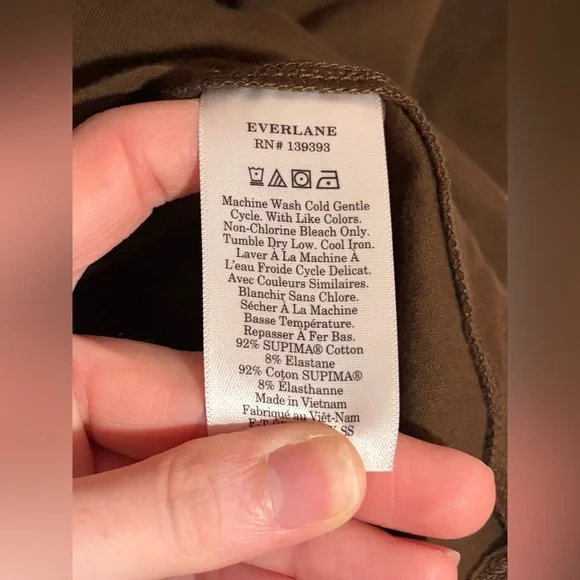 EVERLANE
RN# 139393
Machine Wash Cold Gentle
Cycle. With Like Colors.
Non-Chlorine Bleach Only.
Tumble Dry Low. Cool Iron.
Laver À La Machine À
L'eau Froide Cycle Delicat.
Avec Couleurs Similaires.
Blanchir Sans Chlore.
Sécher À La Machine
Basse Température.
Repasser À Fer Bas.
92% SUPIMA® Cotton
8% Elastane
92% Coton SUPIMA®
8% Élasthanne
Made in Vietnam
Fabriqué au Viêt-Nam
SS